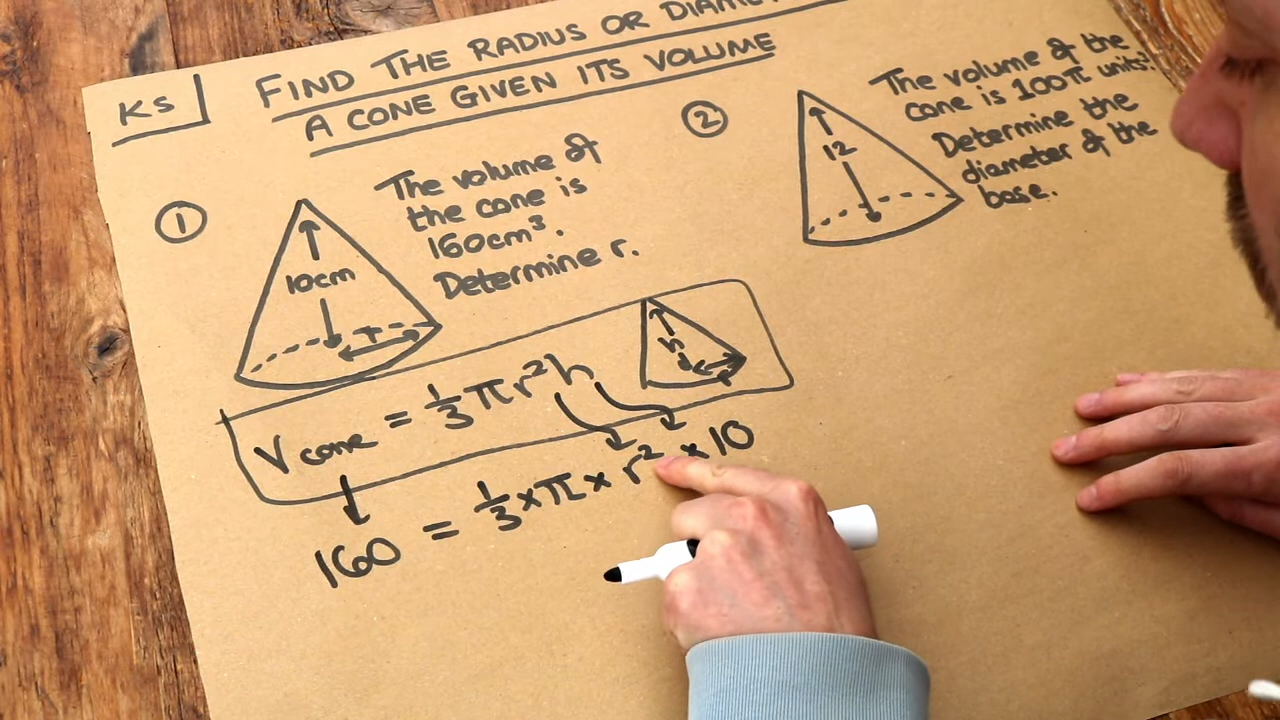 KS
FIND THE RADIUS OR
A CONE GIVEN ITS VOLUME
①
10cm
r
The volume of
the cone is
160cm³.
Determine r.
②
12
The volume of the
cone is 100π units³.
Determine the
diameter of the
base.
V cone = 1/3 πr²h
h
r
160 = 1/3 × π × r² × 10